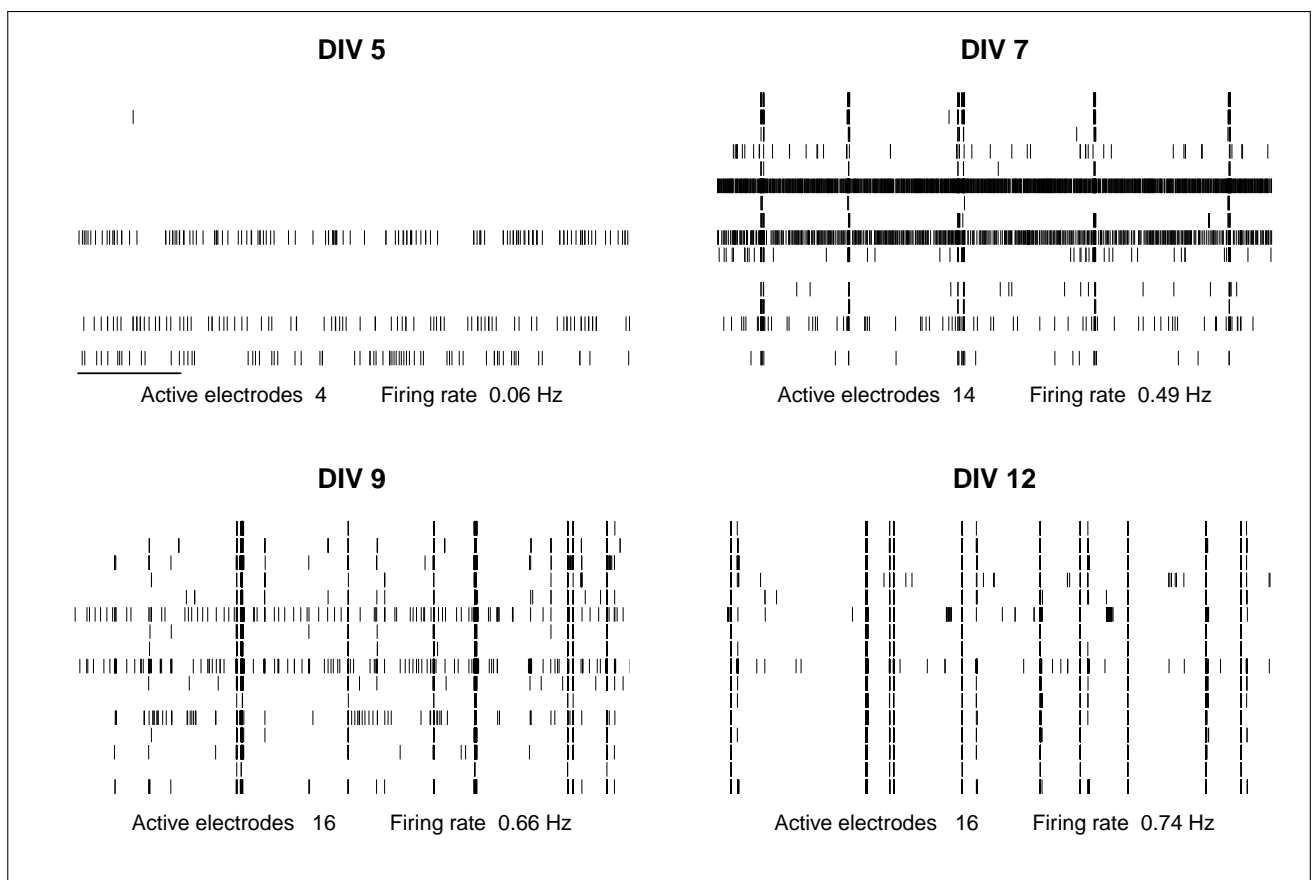 DIV 5
DIV 7
Active electrodes 4 Firing rate 0.06 Hz
Active electrodes 14 Firing rate 0.49 Hz
DIV 9
DIV 12
Active electrodes 16 Firing rate 0.66 Hz
Active electrodes 16 Firing rate 0.74 Hz